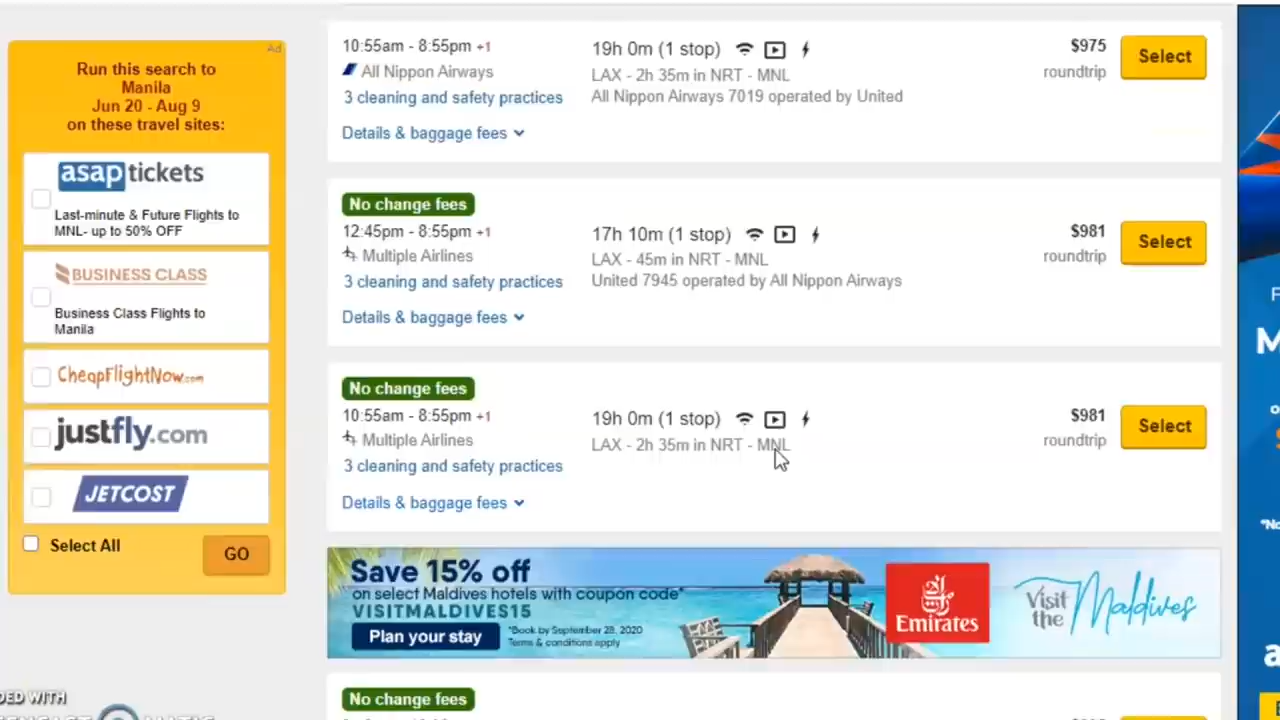 Ad
Run this search to
Manila
Jun 20 - Aug 9
on these travel sites:
asaptickets
Last-minute & Future Flights to
MNL- up to 50% OFF
BUSINESS CLASS
Business Class Flights to
Manila
CheapFlightNow.com
justfly.com
JETCOST
Select All
GO
10:55am - 8:55pm +1
All Nippon Airways
3 cleaning and safety practices
Details & baggage fees
19h 0m (1 stop)
LAX - 2h 35m in NRT - MNL
All Nippon Airways 7019 operated by United
$975
roundtrip
Select
No change fees
12:45pm - 8:55pm +1
Multiple Airlines
3 cleaning and safety practices
Details & baggage fees
17h 10m (1 stop)
LAX - 45m in NRT - MNL
United 7945 operated by All Nippon Airways
$981
roundtrip
Select
No change fees
10:55am - 8:55pm +1
Multiple Airlines
3 cleaning and safety practices
Details & baggage fees
19h 0m (1 stop)
LAX - 2h 35m in NRT - MNL
$981
roundtrip
Select
Save 15% off
on select Maldives hotels with coupon code*
VISITMALDIVES15
Plan your stay
*Book by September 28, 2020
Terms & conditions apply
Emirates
Visit
the Maldives
No change fees